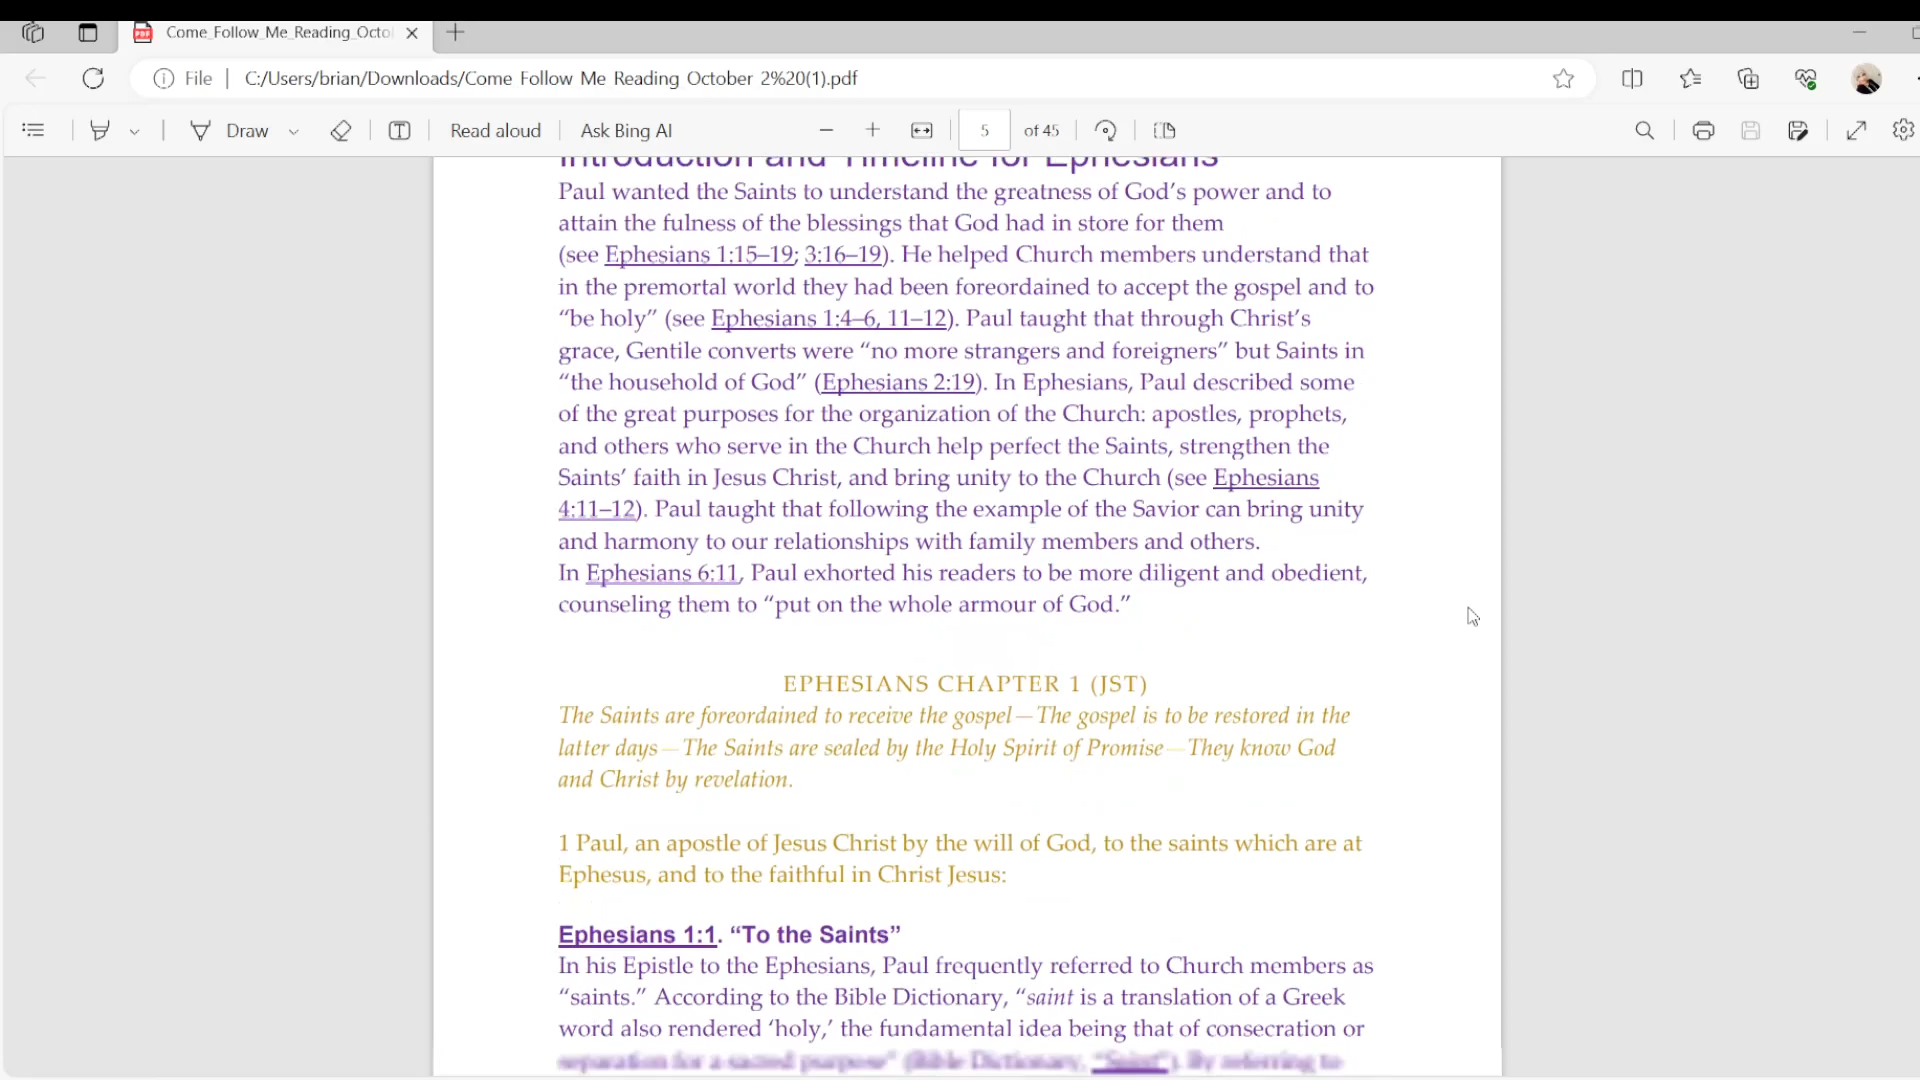 Come_Follow_Me_Reading_Octo
File
C:/Users/brian/Downloads/Come Follow Me Reading October 2%20(1).pdf
Draw
Read aloud
Ask Bing AI
5
of 45
Introduction and Timeline for Ephesians
Paul wanted the Saints to understand the greatness of God’s power and to
attain the fulness of the blessings that God had in store for them
(see Ephesians 1:15–19; 3:16–19). He helped Church members understand that
in the premortal world they had been foreordained to accept the gospel and to
“be holy” (see Ephesians 1:4–6, 11–12). Paul taught that through Christ’s
grace, Gentile converts were “no more strangers and foreigners” but Saints in
“the household of God” (Ephesians 2:19). In Ephesians, Paul described some
of the great purposes for the organization of the Church: apostles, prophets,
and others who serve in the Church help perfect the Saints, strengthen the
Saints’ faith in Jesus Christ, and bring unity to the Church (see Ephesians
4:11–12). Paul taught that following the example of the Savior can bring unity
and harmony to our relationships with family members and others.
In Ephesians 6:11, Paul exhorted his readers to be more diligent and obedient,
counseling them to “put on the whole armour of God.”
EPHESIANS CHAPTER 1 (JST)
The Saints are foreordained to receive the gospel—The gospel is to be restored in the
latter days—The Saints are sealed by the Holy Spirit of Promise—They know God
and Christ by revelation.
1 Paul, an apostle of Jesus Christ by the will of God, to the saints which are at
Ephesus, and to the faithful in Christ Jesus:
Ephesians 1:1. “To the Saints”
In his Epistle to the Ephesians, Paul frequently referred to Church members as
“saints.” According to the Bible Dictionary, “saint is a translation of a Greek
word also rendered ‘holy,’ the fundamental idea being that of consecration or
separation for a sacred purpose” (Bible Dictionary, “Saint”). By referring to